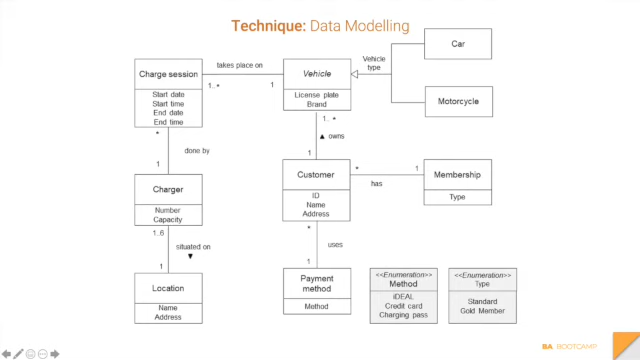 Technique: Data Modelling
Charge session
Start date
Start time
End date
End time
takes place on
1..*
1
Vehicle
License plate
Brand
Vehicle
type
Car
Motorcycle
*
done by
1
1..*
▲ owns
1
Charger
Number
Capacity
Customer
ID
Name
Address
*
has
1
Membership
Type
1..6
situated on
▼
1
*
uses
1
Location
Name
Address
Payment
method
Method
<<Enumeration>>
Method
iDEAL
Credit card
Charging pass
<<Enumeration>>
Type
Standard
Gold Member
BA-BOOTCAMP